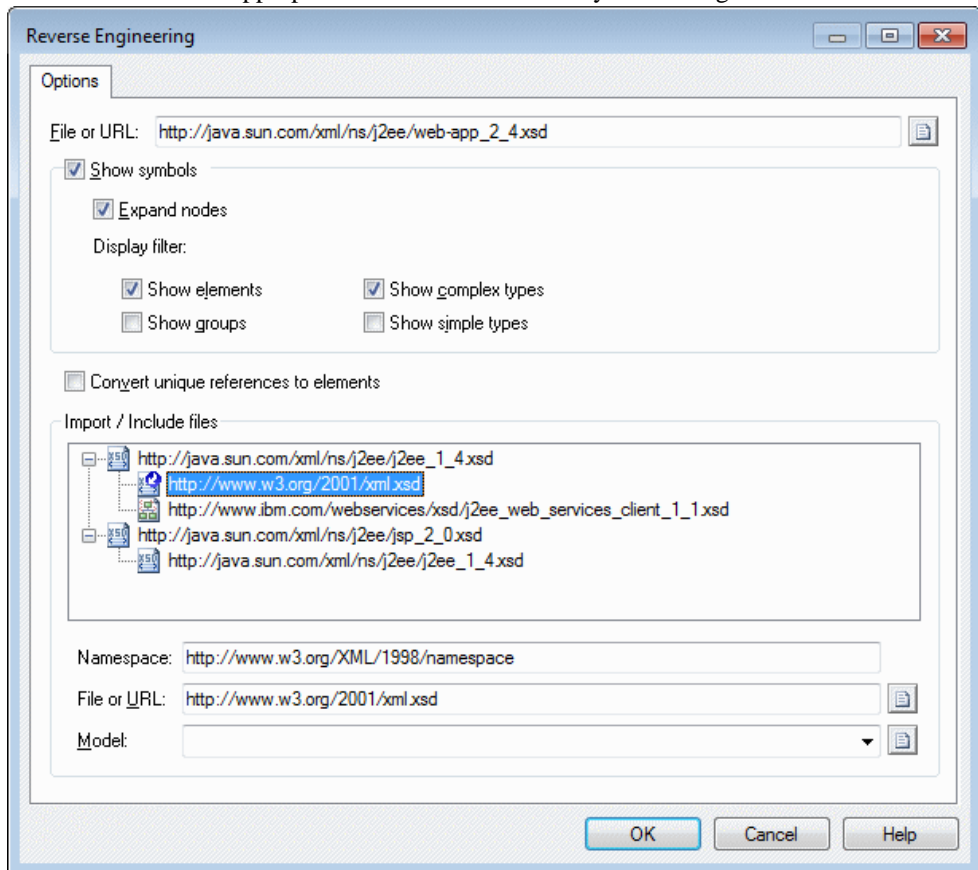 Reverse Engineering
Options
File or URL: http://java.sun.com/xml/ns/j2ee/web-app_2_4.xsd
Show symbols
Expand nodes
Display filter:
Show elements Show complex types
Show groups Show simple types
Convert unique references to elements
Import / Include files
http://java.sun.com/xml/ns/j2ee/j2ee_1_4.xsd
http://www.w3.org/2001/xml.xsd
http://www.ibm.com/webservices/xsd/j2ee_web_services_client_1_1.xsd
http://java.sun.com/xml/ns/j2ee/jsp_2_0.xsd
http://java.sun.com/xml/ns/j2ee/j2ee_1_4.xsd
Namespace: http://www.w3.org/XML/1998/namespace
File or URL: http://www.w3.org/2001/xml.xsd
Model:
OK Cancel Help